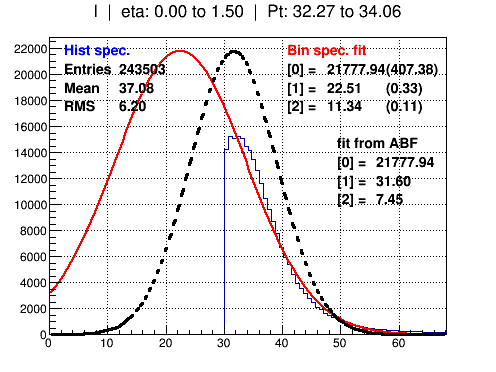 I | eta: 0.00 to 1.50 | Pt: 32.27 to 34.06
Hist spec.
Entries 243503
Mean 37.08
RMS 6.20
Bin spec. fit
[0] = 21777.94(407.38)
[1] = 22.51 (0.33)
[2] = 11.34 (0.11)
fit from ABF
[0] = 21777.94
[1] = 31.60
[2] = 7.45
22000
20000
18000
16000
14000
12000
10000
8000
6000
4000
2000
0
0 10 20 30 40 50 60